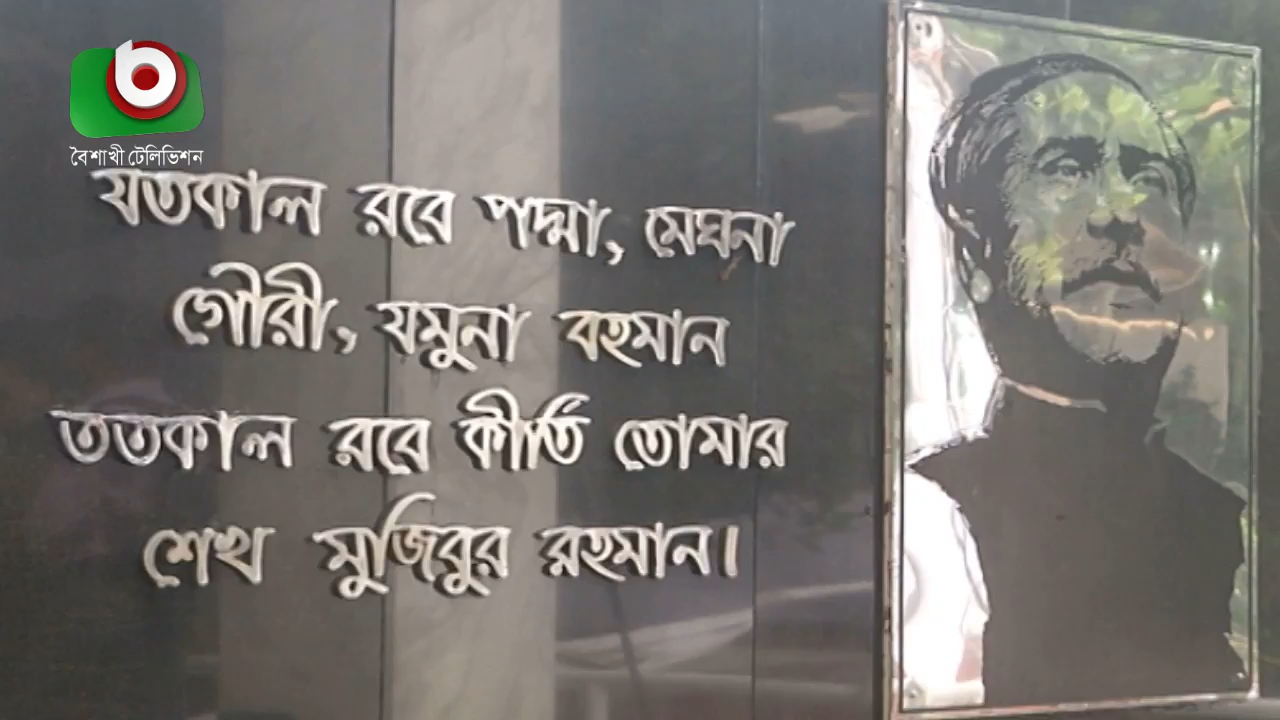 বৈশাখী টেলিভিশন
যতকাল রবে পদ্মা, মেঘনা
গৌরী, যমুনা বহমান
ততকাল রবে কীর্তি তোমার
শেখ মুজিবুর রহমান।